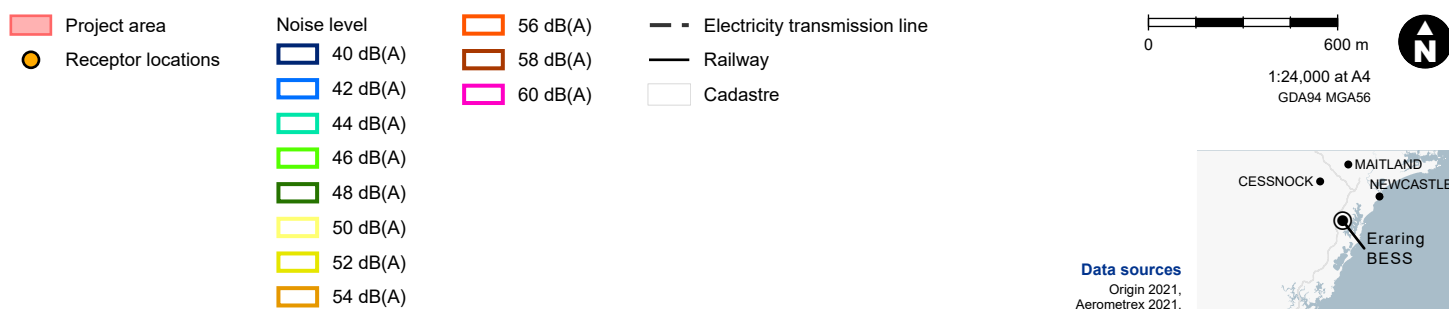 Project area
Receptor locations
Noise level
40 dB(A)
42 dB(A)
44 dB(A)
46 dB(A)
48 dB(A)
50 dB(A)
52 dB(A)
54 dB(A)
56 dB(A)
58 dB(A)
60 dB(A)
Electricity transmission line
Railway
Cadastre
0 600 m
1:24,000 at A4
GDA94 MGA56
N
MAITLAND
CESSNOCK
NEWCASTLE
Eraring
BESS
Data sources
Origin 2021,
Aerometrex 2021.